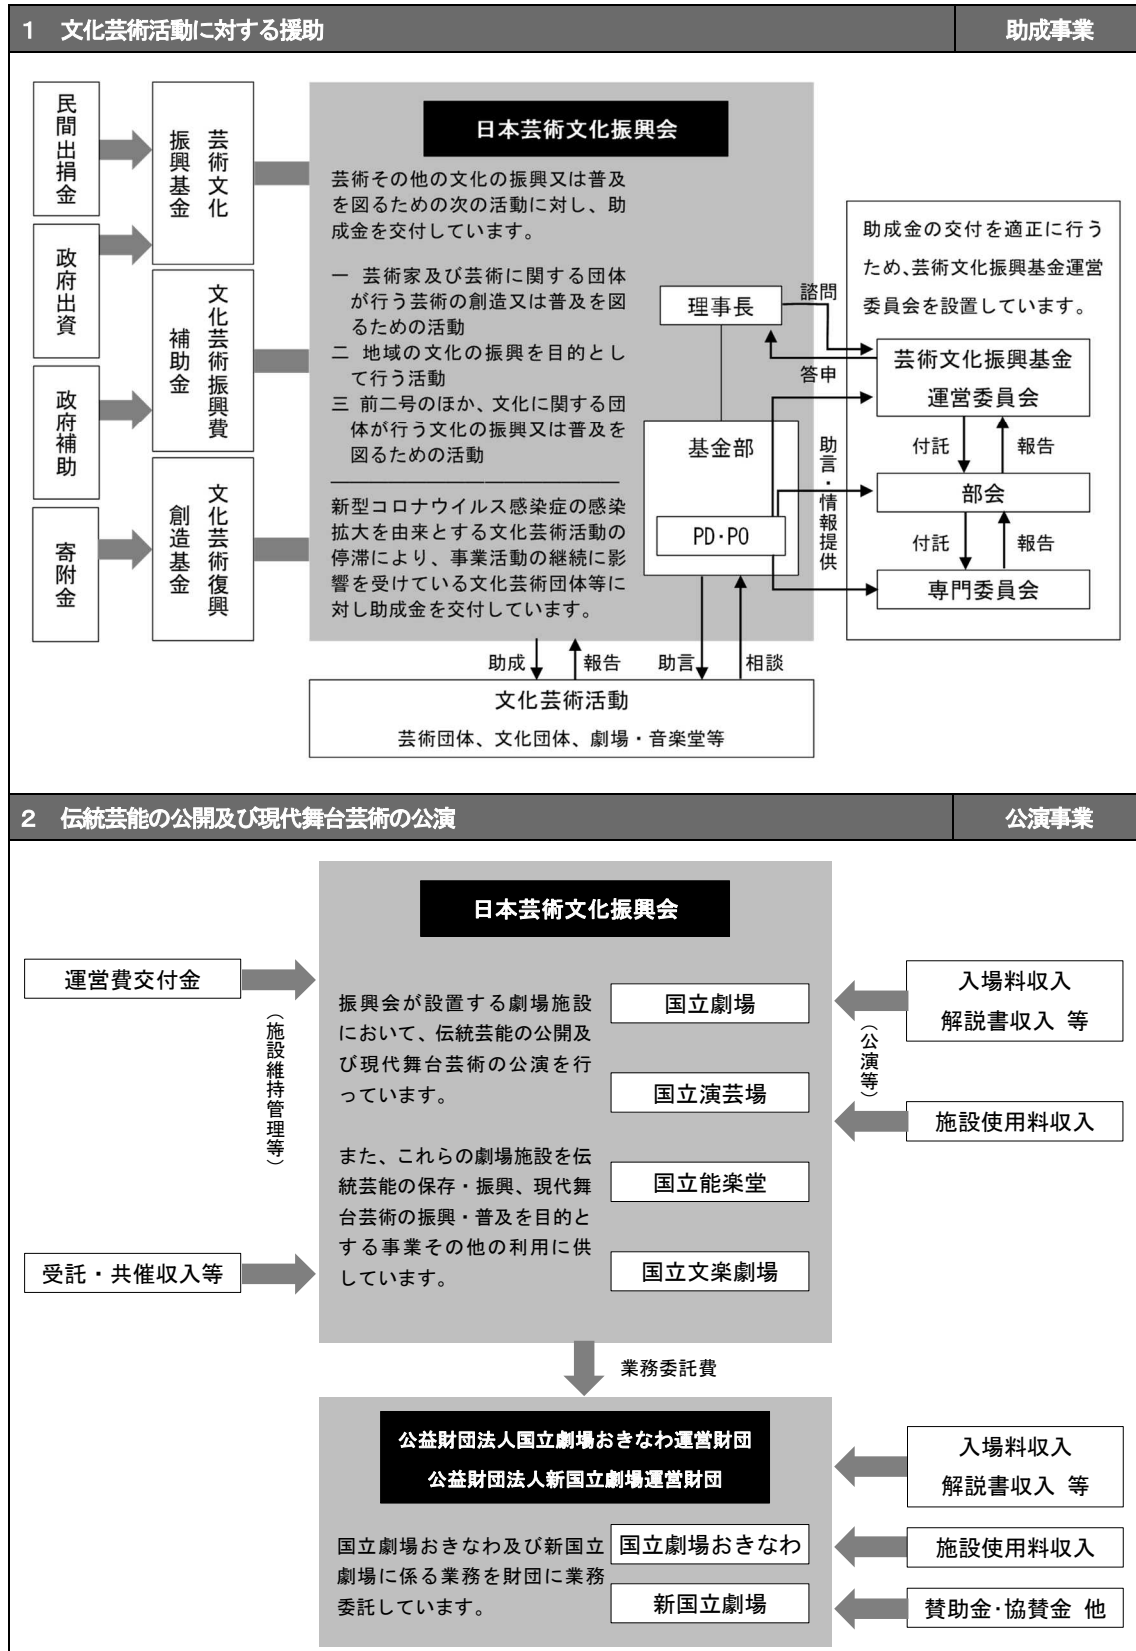 1 文化芸術活動に対する援助
助成事業
民間出捐金
政府出資
政府補助
寄附金
芸術文化
振興基金
文化芸術振興費
補助金
文化芸術復興
創造基金
日本芸術文化振興会
芸術その他の文化の振興又は普及
を図るための次の活動に対し、助
成金を交付しています。
一 芸術家及び芸術に関する団体
が行う芸術の創造又は普及を図
るための活動
二 地域の文化の振興を目的とし
て行う活動
三 前二号のほか、文化に関する団
体が行う文化の振興又は普及を
図るための活動
新型コロナウイルス感染症の感染
拡大を由来とする文化芸術活動の
停滞により、事業活動の継続に影
響を受けている文化芸術団体等に
対し助成金を交付しています。
理事長
基金部
PD・PO
諮問
答申
助言・情報提供
助成金の交付を適正に行う
ため、芸術文化振興基金運営
委員会を設置しています。
芸術文化振興基金
運営委員会
付託
報告
部会
付託
報告
専門委員会
助成
報告
助言
相談
文化芸術活動
芸術団体、文化団体、劇場・音楽堂等
2 伝統芸能の公開及び現代舞台芸術の公演
公演事業
日本芸術文化振興会
運営費交付金
(施設維持管理等)
受託・共催収入等
振興会が設置する劇場施設
において、伝統芸能の公開及
び現代舞台芸術の公演を行
っています。
また、これらの劇場施設を伝
統芸能の保存・振興、現代舞
台芸術の振興・普及を目的と
する事業その他の利用に供
しています。
国立劇場
国立演芸場
国立能楽堂
国立文楽劇場
入場料収入
解説書収入 等
(公演等)
施設使用料収入
業務委託費
公益財団法人国立劇場おきなわ運営財団
公益財団法人新国立劇場運営財団
国立劇場おきなわ及び新国立
劇場に係る業務を財団に業務
委託しています。
国立劇場おきなわ
新国立劇場
入場料収入
解説書収入 等
施設使用料収入
賛助金・協賛金 他